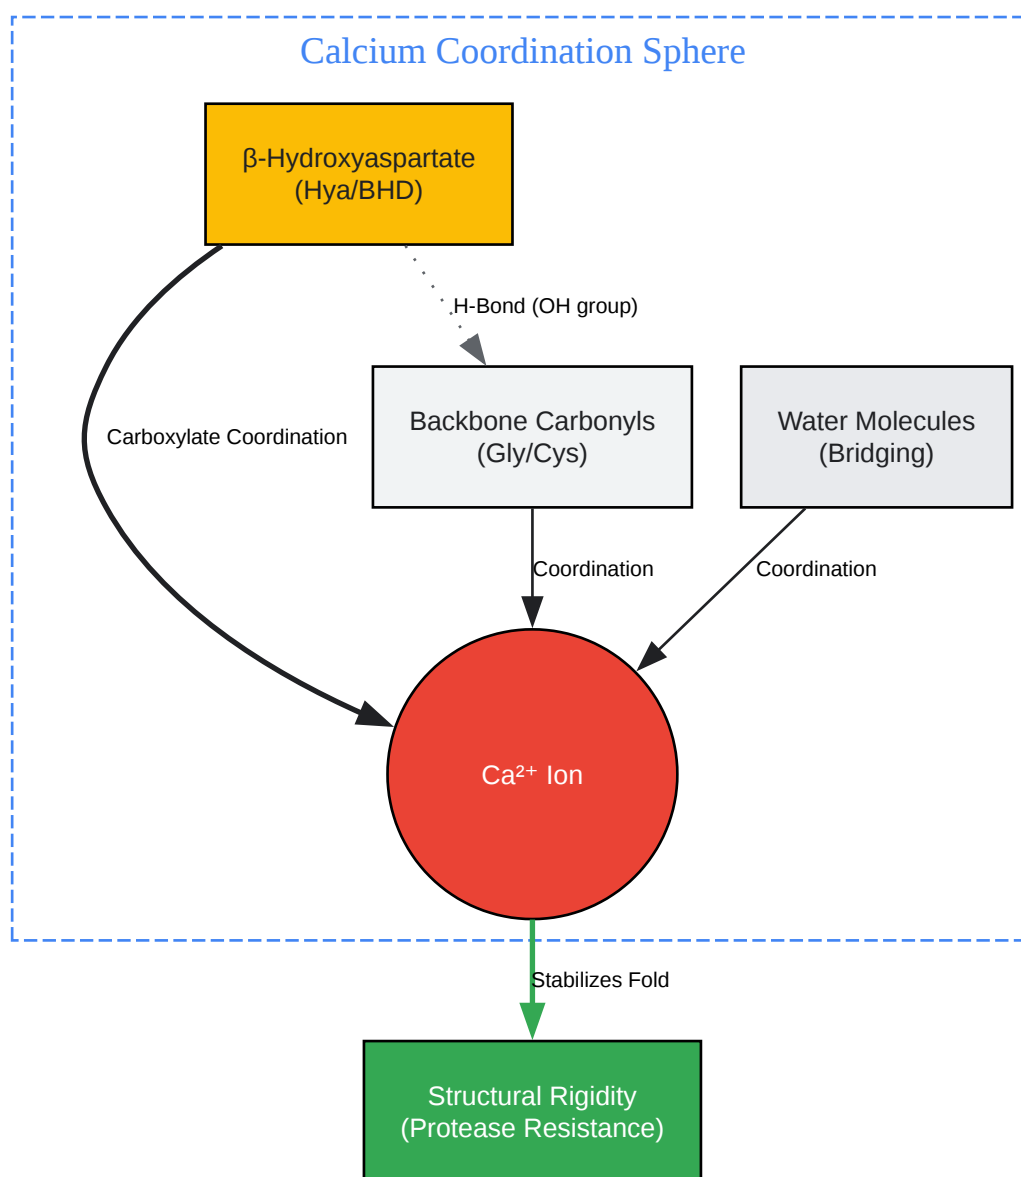 Calcium Coordination Sphere
β-Hydroxyaspartate
(Hya/BHD)
H-Bond (OH group)
Backbone Carbonyls
(Gly/Cys)
Water Molecules
(Bridging)
Carboxylate Coordination
Coordination
Coordination
Ca²⁺ Ion
Stabilizes Fold
Structural Rigidity
(Protease Resistance)